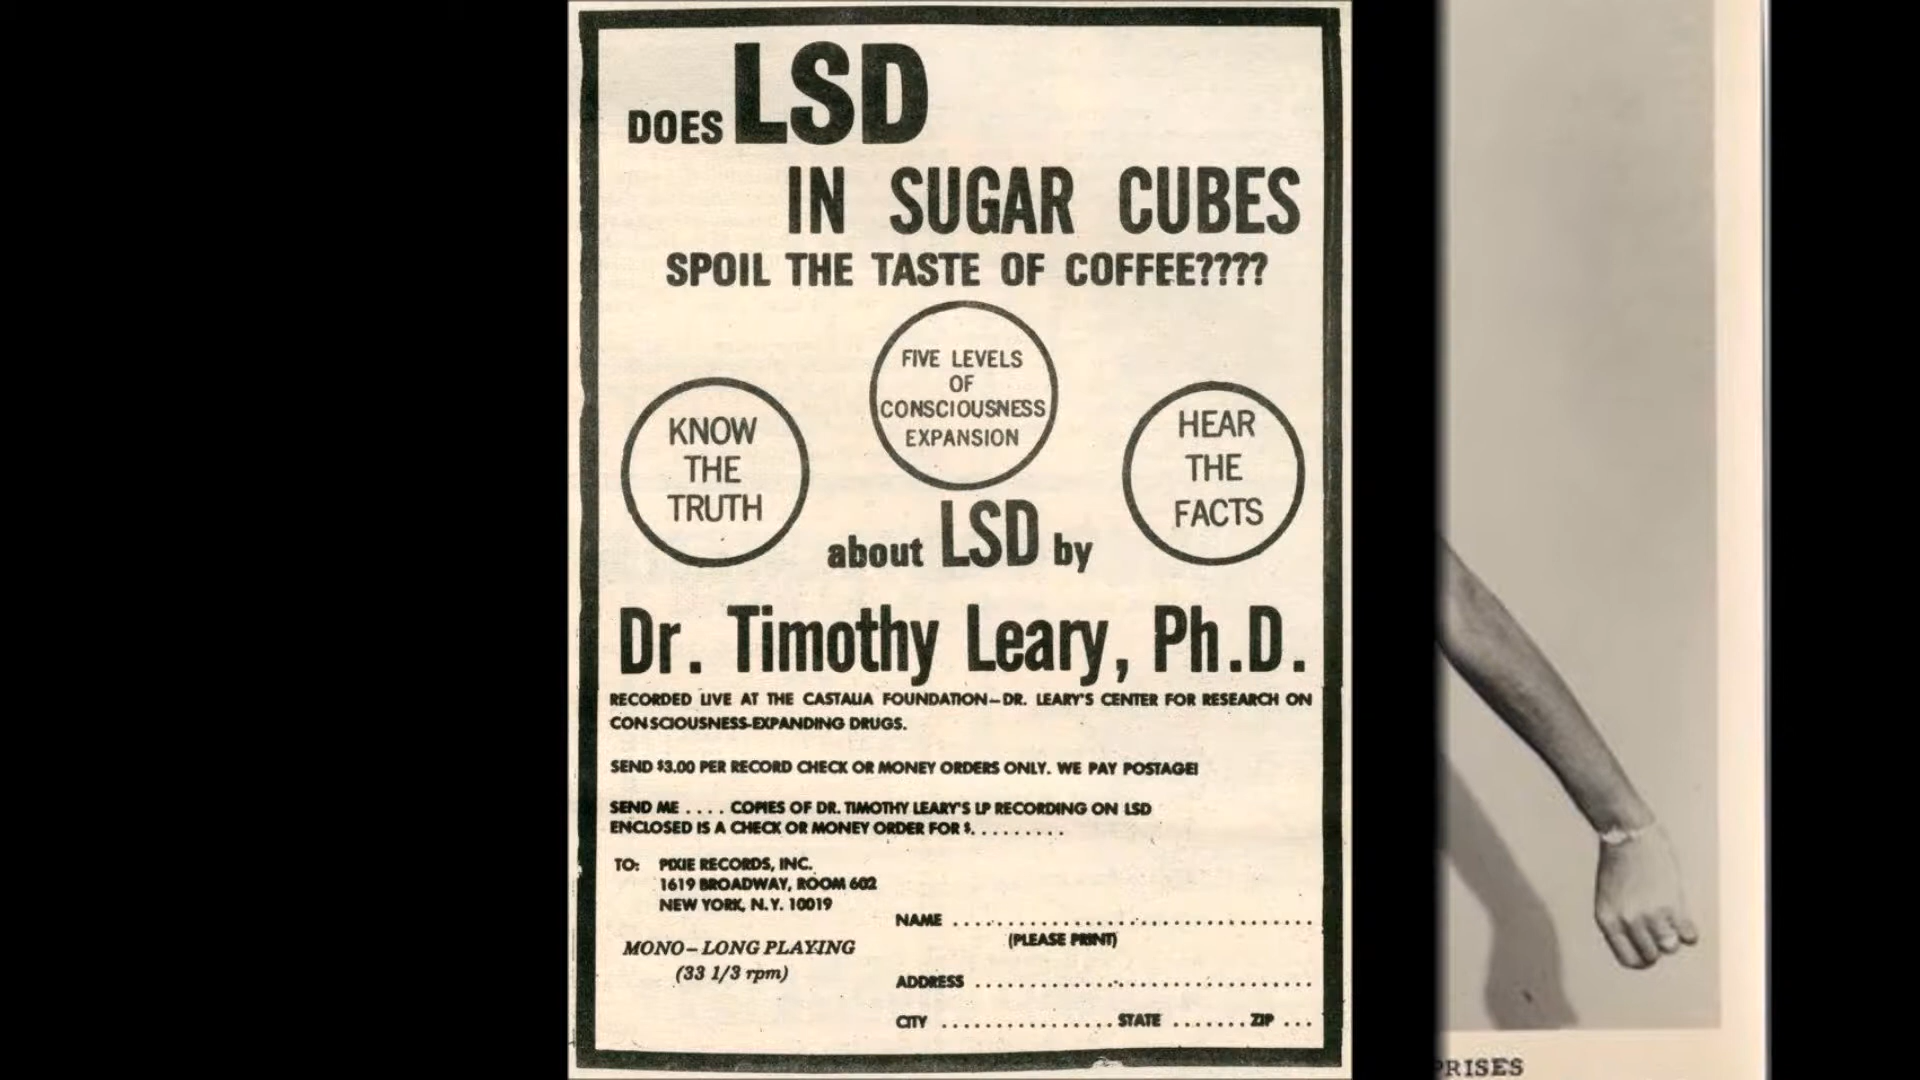 DOES LSD
IN SUGAR CUBES
SPOIL THE TASTE OF COFFEE????
FIVE LEVELS
OF
CONSCIOUSNESS
EXPANSION
KNOW
THE
TRUTH
HEAR
THE
FACTS
about LSD by
Dr. Timothy Leary, Ph.D.
RECORDED LIVE AT THE CASTALIA FOUNDATION—DR. LEARY'S CENTER FOR RESEARCH ON
CONSCIOUSNESS-EXPANDING DRUGS.
SEND $3.00 PER RECORD CHECK OR MONEY ORDERS ONLY. WE PAY POSTAGE!
SEND ME .... COPIES OF DR. TIMOTHY LEARY'S LP RECORDING ON LSD
ENCLOSED IS A CHECK OR MONEY ORDER FOR $.........
TO: PIXIE RECORDS, INC.
1619 BROADWAY, ROOM 602
NEW YORK, N.Y. 10019
MONO—LONG PLAYING
(33 1/3 rpm)
NAME ....................................
(PLEASE PRINT)
ADDRESS .................................
CITY .................. STATE ....... ZIP ...
PRISES